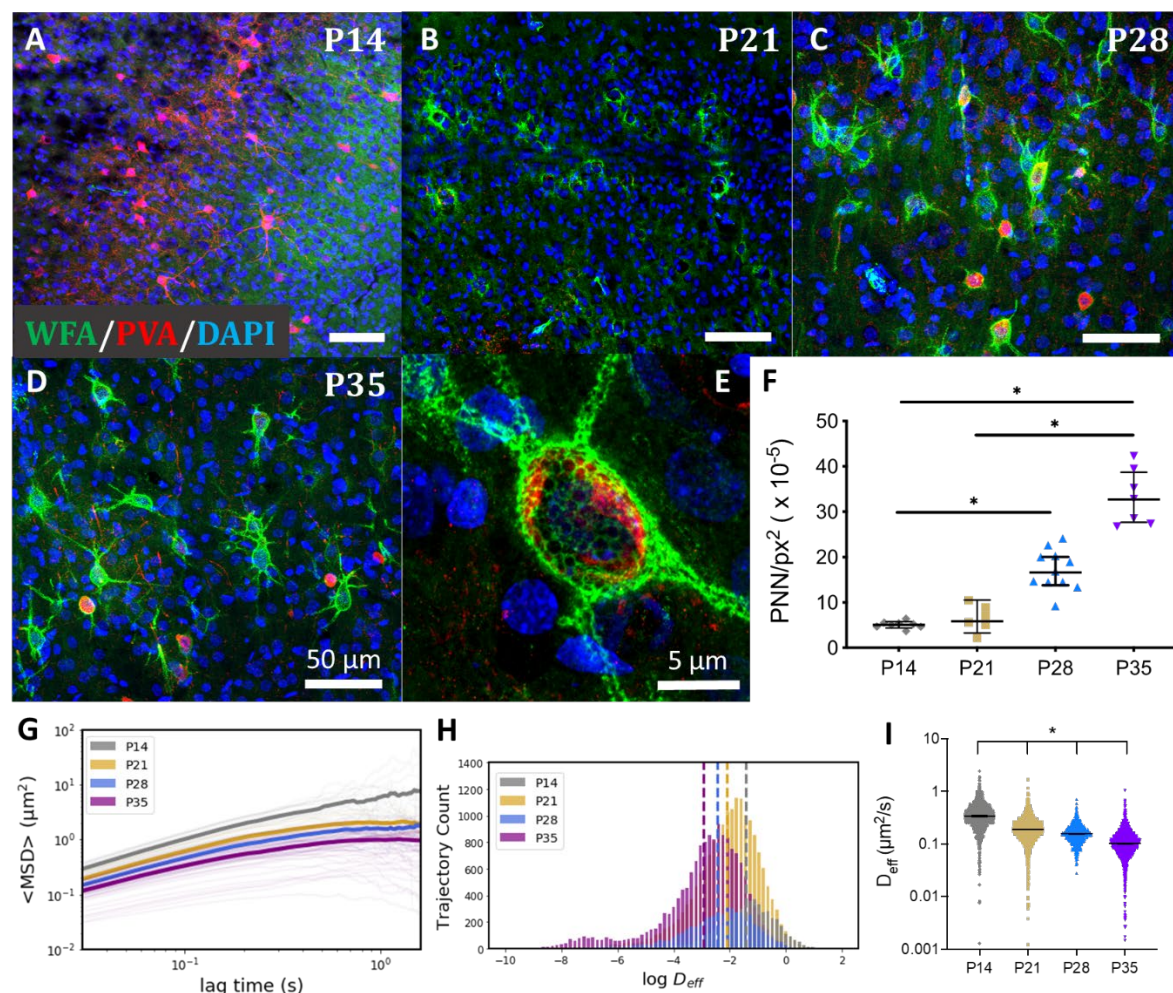 A P14
B P21
C P28
WFA/PVA/DAPI
D P35
50 µm
E
5 µm
F
PNN/px² ( x 10⁻⁵)
50
40
30
20
10
0
*
*
*
P14 P21 P28 P35
G
<MSD> (µm²)
10²
10¹
10⁰
10⁻¹
10⁻²
P14
P21
P28
P35
10⁻¹ 10⁰
lag time (s)
H
Trajectory Count
1400
1200
1000
800
600
400
200
0
P14
P21
P28
P35
-10 -8 -6 -4 -2 0 2
log D_eff
I
*
D_eff (µm²/s)
10
1
0.1
0.01
0.001
P14 P21 P28 P35